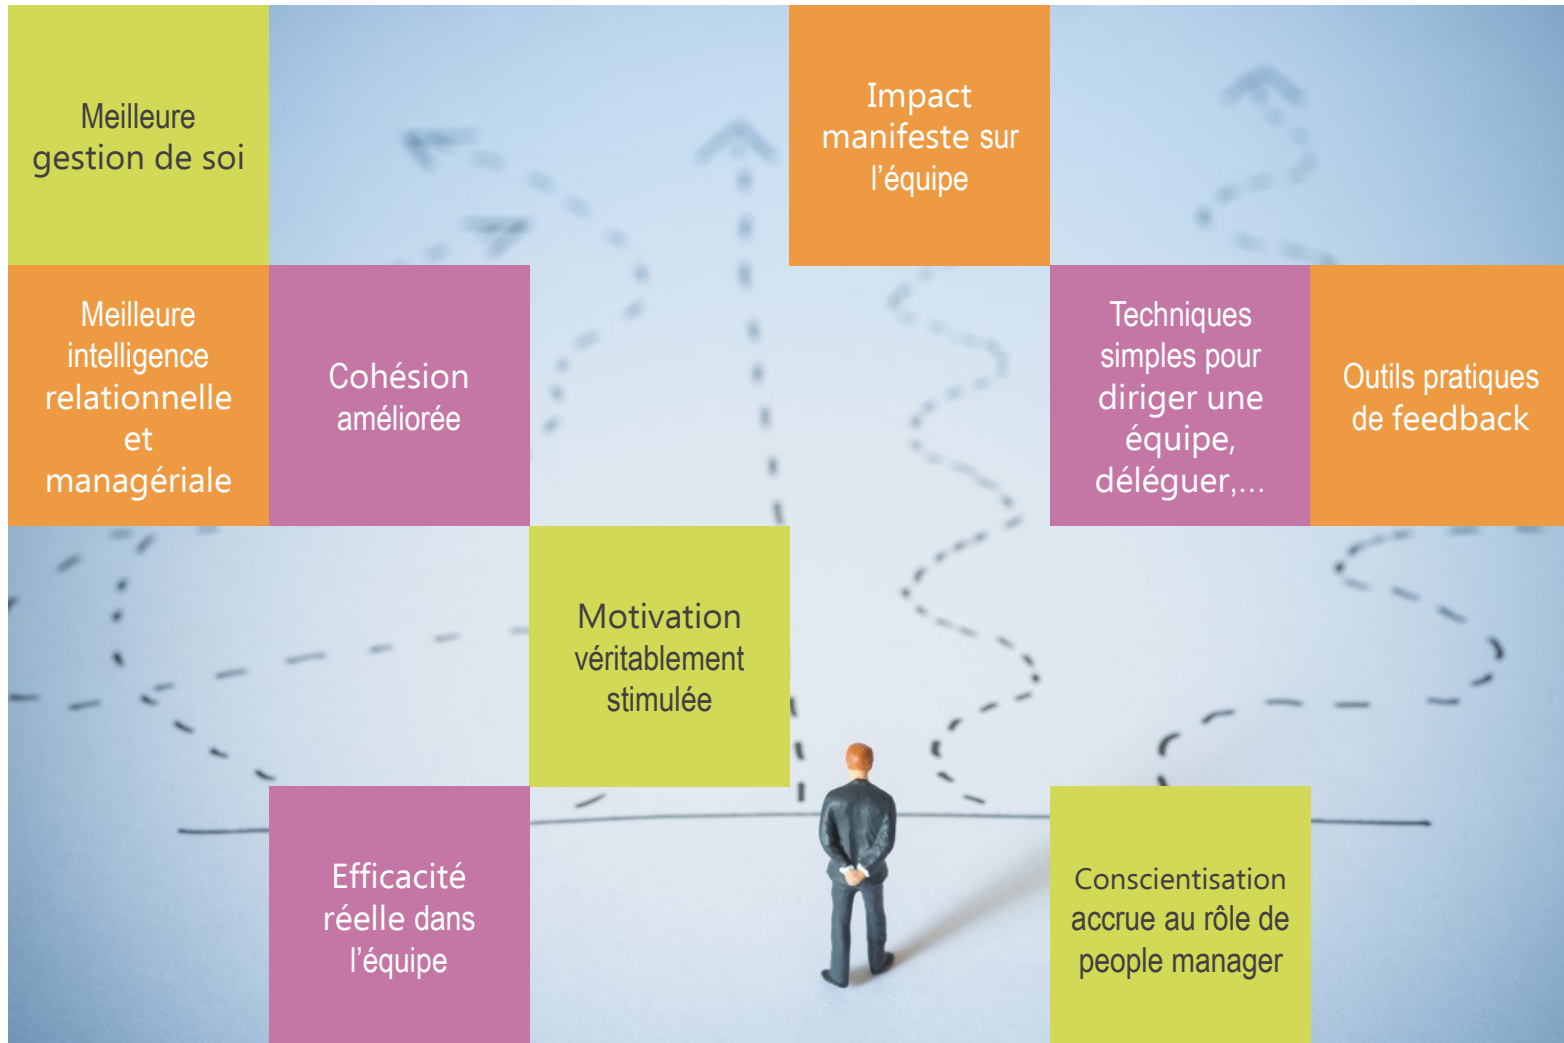 Meilleure
gestion de soi
Impact
manifeste sur
l’équipe
Meilleure
intelligence
relationnelle
et
managériale
Cohésion
améliorée
Techniques
simples pour
diriger une
équipe,
déléguer,...
Outils pratiques
de feedback
Motivation
véritablement
stimulée
Efficacité
réelle dans
l’équipe
Conscientisation
accrue au rôle de
people manager